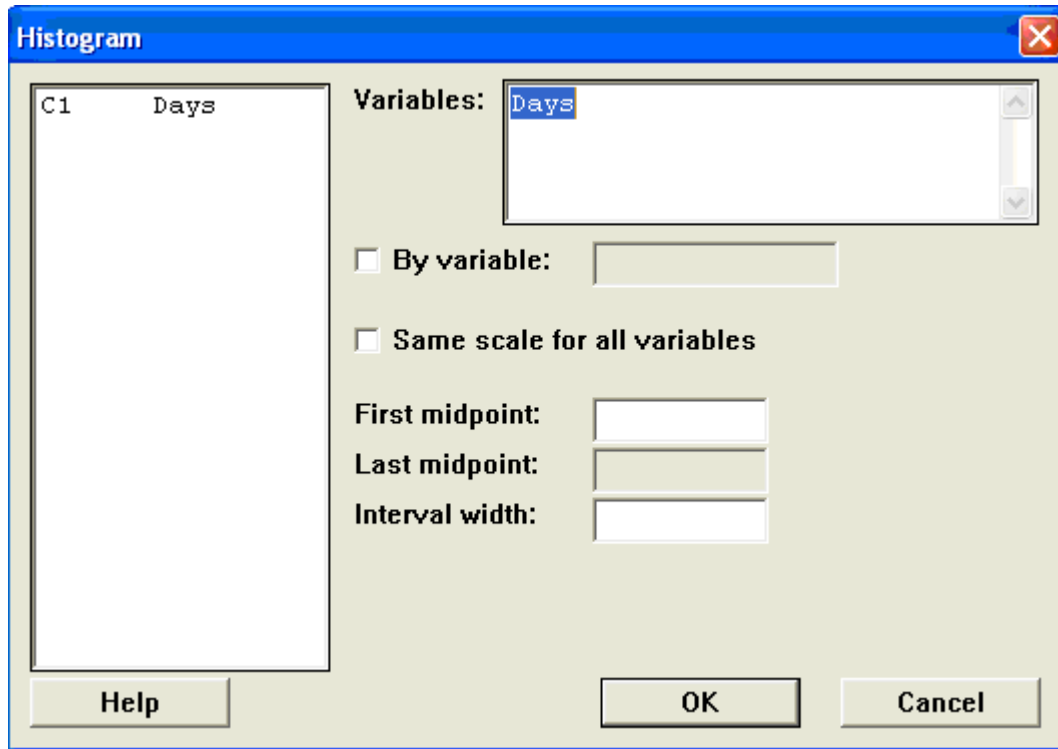 Histogram
C1 Days
Variables: Days
By variable:
Same scale for all variables
First midpoint:
Last midpoint:
Interval width:
Help OK Cancel